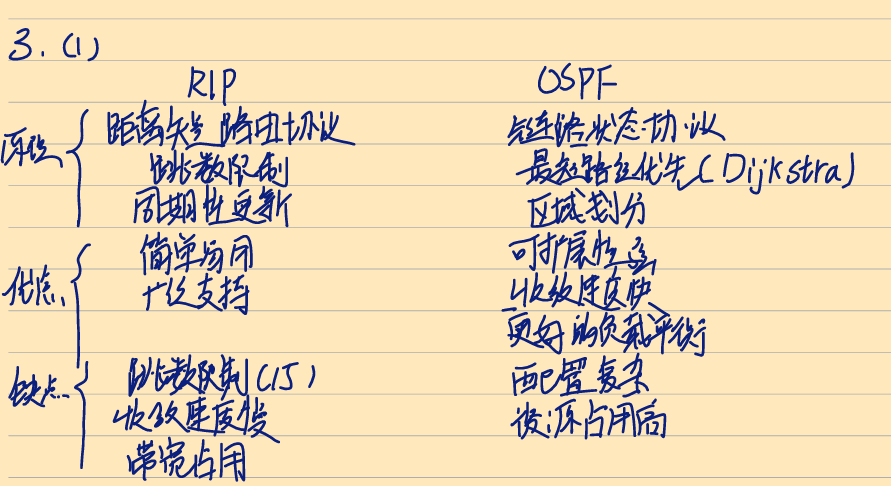 3. (1)
RIP OSPF
原理 距离矢量路由协议 链路状态协议
跳数限制 最短路径优先(Dijkstra)
周期性更新 区域划分
简单易用 可扩展性高
优点 广泛支持 收敛速度快
更好的负载平衡
缺点 跳数限制(15) 配置复杂
收敛速度慢 资源占用高
带宽占用